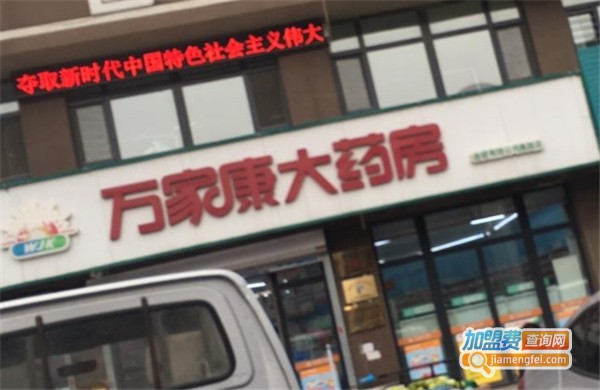 夺取新时代中国特色社会主义伟大
万家康大药房
WJK
加盟费查询网
jiamengfei.com